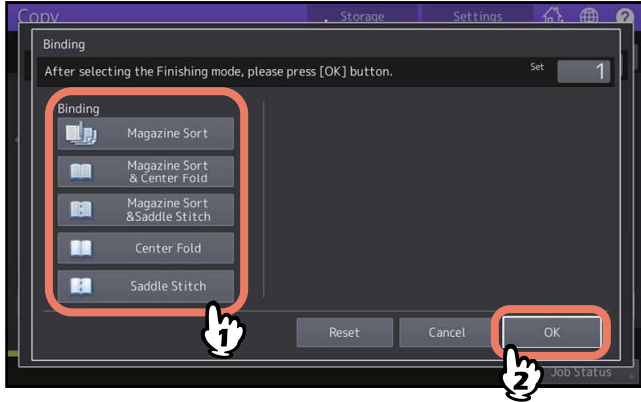 Copy
Storage
Settings
?
Binding
After selecting the Finishing mode, please press [OK] button.
Set
1
Binding
Magazine Sort
Magazine Sort
& Center Fold
Magazine Sort
&Saddle Stitch
Center Fold
Saddle Stitch
1
Reset
Cancel
OK
2
Job Status